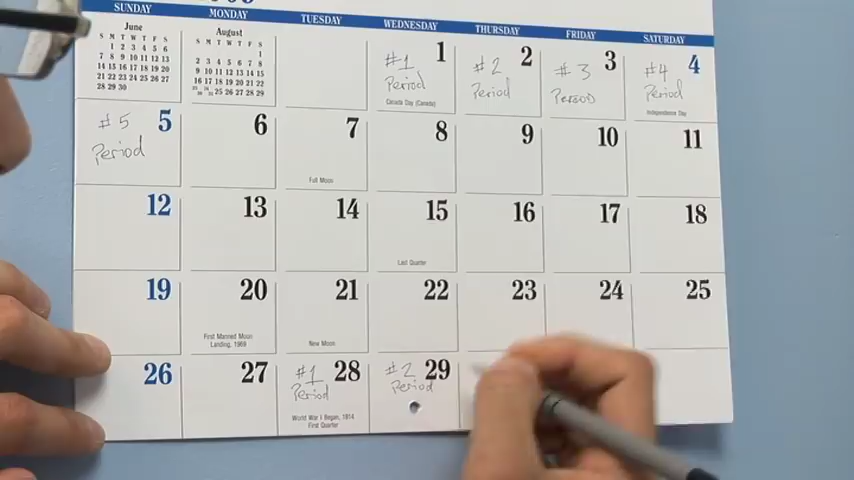 SUNDAY MONDAY TUESDAY WEDNESDAY THURSDAY FRIDAY SATURDAY
June
S M T W T F S
1 2 3 4 5 6
7 8 9 10 11 12 13
14 15 16 17 18 19 20
21 22 23 24 25 26 27
28 29 30
August
S M T W T F S
1
2 3 4 5 6 7 8
9 10 11 12 13 14 15
16 17 18 19 20 21 22
23 24 25 26 27 28 29
30 31
#1 1
Period
Canada Day (Canada)
#2 2
Period
#3 3
Period
#4 4
Period
Independence Day
#5 5
Period
6
7
Full Moon
8
9
10
11
12
13
14
15
Last Quarter
16
17
18
19
20
First Manned Moon
Landing, 1969
21
New Moon
22
23
24
25
26
27
#1 28
Period
World War I Began, 1914
First Quarter
#2 29
Period